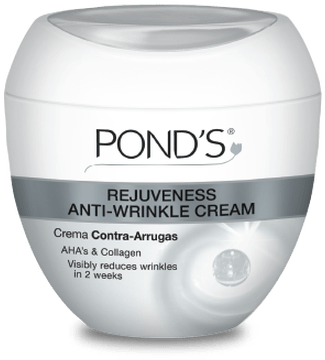 POND'S®
REJUVENESS
ANTI-WRINKLE CREAM
Crema Contra-Arrugas
AHA's & Collagen
Visibly reduces wrinkles
in 2 weeks